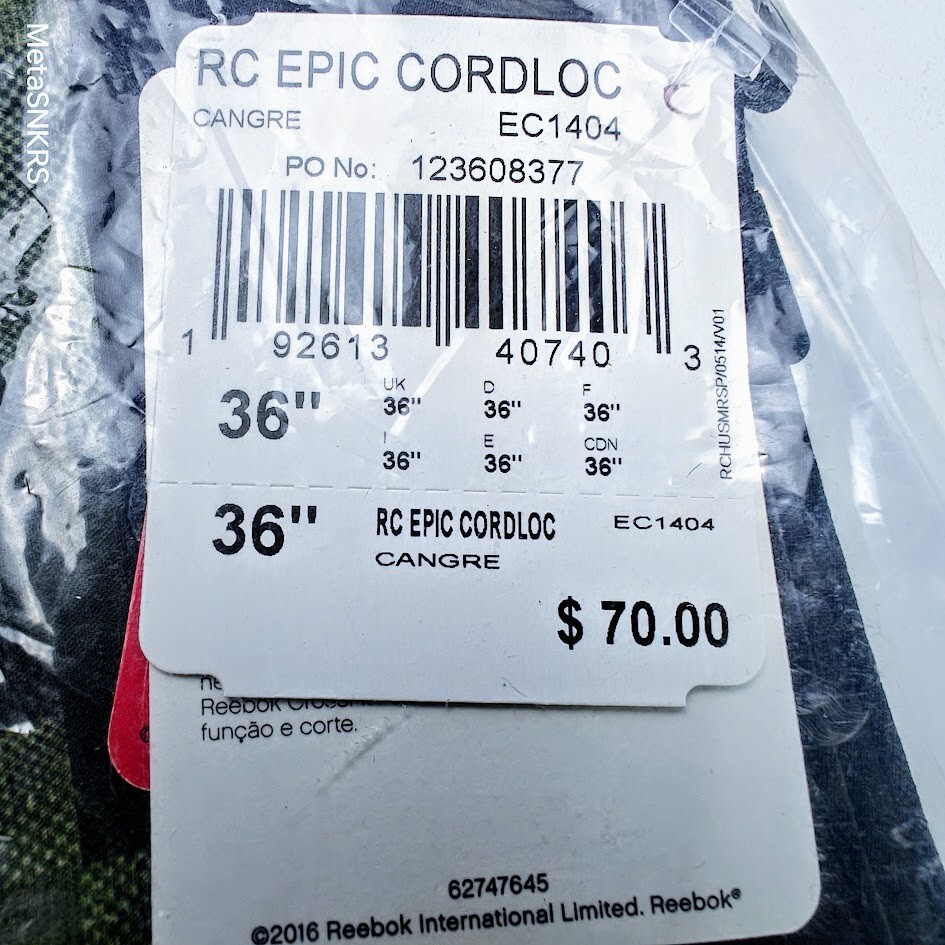 MetaSNKRS
RC EPIC CORDLOC
CANGRE EC1404
PO No: 123608377
1 92613 40740 3
RCHUSMRSP/0514/V01
36"
UK D F
36" 36" 36"
I E CDN
36" 36" 36"
36" RC EPIC CORDLOC EC1404
CANGRE
$ 70.00
Reebok
função e corte.
62747645
©2016 Reebok International Limited. Reebok®